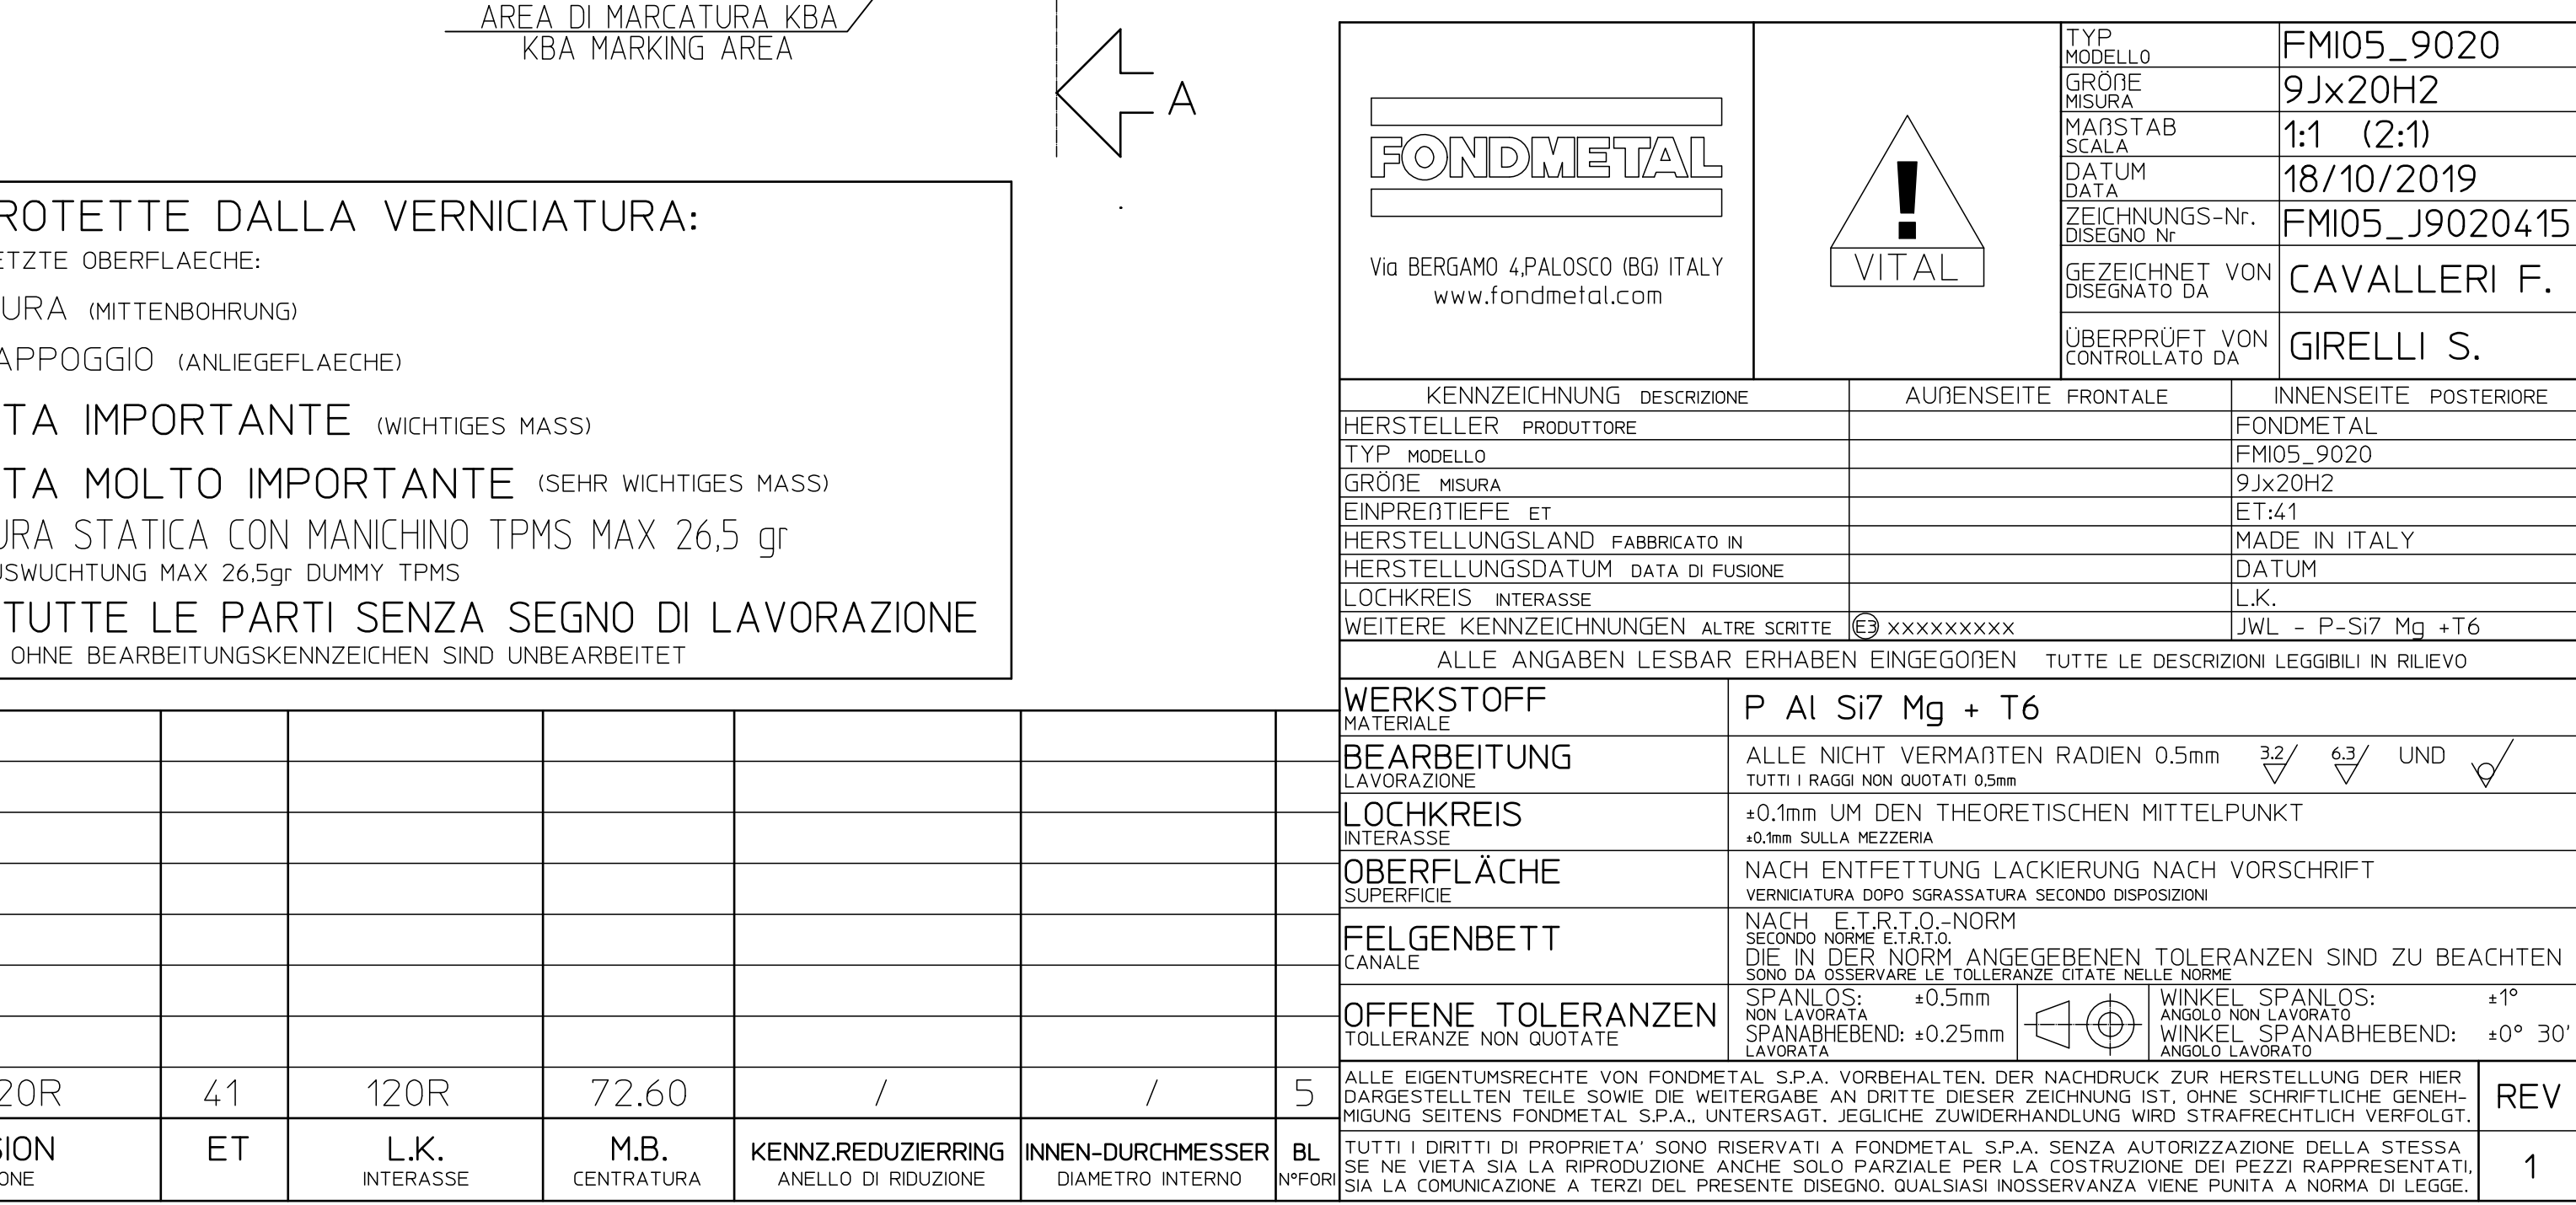 AREA DI MARCATURA KBA
KBA MARKING AREA
A
ROTETTE DALLA VERNICIATURA:
ETZTE OBERFLAECHE:
URA (MITTENBOHRUNG)
APPOGGIO (ANLIEGEFLAECHE)
TA IMPORTANTE (WICHTIGES MASS)
TA MOLTO IMPORTANTE (SEHR WICHTIGES MASS)
URA STATICA CON MANICHINO TPMS MAX 26,5 gr
USWUCHTUNG MAX 26,5gr DUMMY TPMS
TUTTE LE PARTI SENZA SEGNO DI LAVORAZIONE
OHNE BEARBEITUNGSKENNZEICHEN SIND UNBEARBEITET
20R 41 120R 72.60 / / 5
SION ET L.K. M.B. KENNZ.REDUZIERRING INNEN-DURCHMESSER BL
ONE INTERASSE CENTRATURA ANELLO DI RIDUZIONE DIAMETRO INTERNO N°FORI
FONDMETAL
Via BERGAMO 4,PALOSCO (BG) ITALY
www.fondmetal.com
!
VITAL
TYP FMI05_9020
MODELLO
GRÖßE 9Jx20H2
MISURA
MAßSTAB 1:1 (2:1)
SCALA
DATUM 18/10/2019
DATA
ZEICHNUNGS-Nr. FMI05_J9020415
DISEGNO Nr
GEZEICHNET VON CAVALLERI F.
DISEGNATO DA
ÜBERPRÜFT VON GIRELLI S.
CONTROLLATO DA
KENNZEICHNUNG DESCRIZIONE AUßENSEITE FRONTALE INNENSEITE POSTERIORE
HERSTELLER PRODUTTORE FONDMETAL
TYP MODELLO FMI05_9020
GRÖßE MISURA 9Jx20H2
EINPREßTIEFE ET ET:41
HERSTELLUNGSLAND FABBRICATO IN MADE IN ITALY
HERSTELLUNGSDATUM DATA DI FUSIONE DATUM
LOCHKREIS INTERASSE L.K.
WEITERE KENNZEICHNUNGEN ALTRE SCRITTE E3 xxxxxxxxx JWL - P-Si7 Mg +T6
ALLE ANGABEN LESBAR ERHABEN EINGEGOßEN TUTTE LE DESCRIZIONI LEGGIBILI IN RILIEVO
WERKSTOFF P Al Si7 Mg + T6
MATERIALE
BEARBEITUNG ALLE NICHT VERMAßTEN RADIEN 0.5mm 3.2 6.3 UND
LAVORAZIONE TUTTI I RAGGI NON QUOTATI 0,5mm
LOCHKREIS ±0.1mm UM DEN THEORETISCHEN MITTELPUNKT
INTERASSE ±0,1mm SULLA MEZZERIA
OBERFLÄCHE NACH ENTFETTUNG LACKIERUNG NACH VORSCHRIFT
SUPERFICIE VERNICIATURA DOPO SGRASSATURA SECONDO DISPOSIZIONI
FELGENBETT
CANALE
NACH E.T.R.T.O.-NORM
SECONDO NORME E.T.R.T.O.
DIE IN DER NORM ANGEGEBENEN TOLERANZEN SIND ZU BEACHTEN
SONO DA OSSERVARE LE TOLLERANZE CITATE NELLE NORME
OFFENE TOLERANZEN
TOLLERANZE NON QUOTATE
SPANLOS: ±0.5mm
NON LAVORATA
SPANABHEBEND: ±0.25mm
LAVORATA
WINKEL SPANLOS: ±1°
ANGOLO NON LAVORATO
WINKEL SPANABHEBEND: ±0° 30'
ANGOLO LAVORATO
ALLE EIGENTUMSRECHTE VON FONDMETAL S.P.A. VORBEHALTEN. DER NACHDRUCK ZUR HERSTELLUNG DER HIER
DARGESTELLTEN TEILE SOWIE DIE WEITERGABE AN DRITTE DIESER ZEICHNUNG IST, OHNE SCHRIFTLICHE GENEH-
MIGUNG SEITENS FONDMETAL S.P.A., UNTERSAGT. JEGLICHE ZUWIDERHANDLUNG WIRD STRAFRECHTLICH VERFOLGT.
TUTTI I DIRITTI DI PROPRIETA' SONO RISERVATI A FONDMETAL S.P.A. SENZA AUTORIZZAZIONE DELLA STESSA
SE NE VIETA SIA LA RIPRODUZIONE ANCHE SOLO PARZIALE PER LA COSTRUZIONE DEI PEZZI RAPPRESENTATI,
SIA LA COMUNICAZIONE A TERZI DEL PRESENTE DISEGNO. QUALSIASI INOSSERVANZA VIENE PUNITA A NORMA DI LEGGE.
REV
1